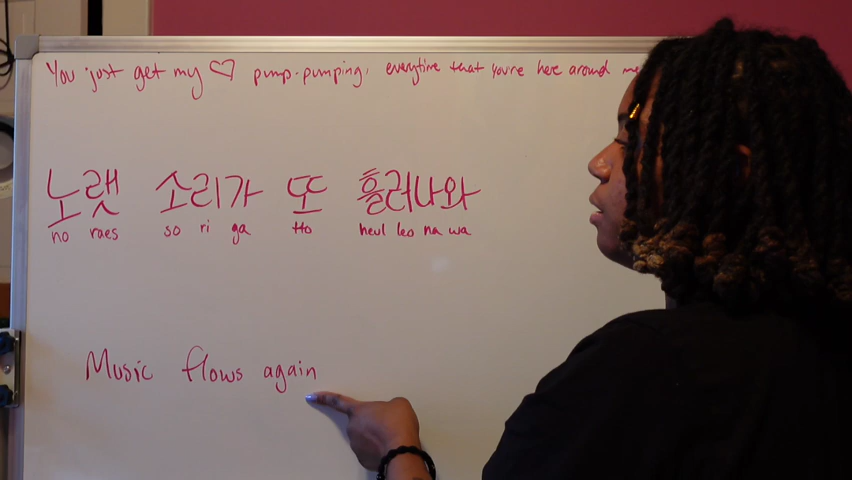 You just get my ♡ pump-pumping, everytime that you're here around me
노랫 소리가 또 흘러나와
no raes so ri ga tto heul leo na wa
Music flows again